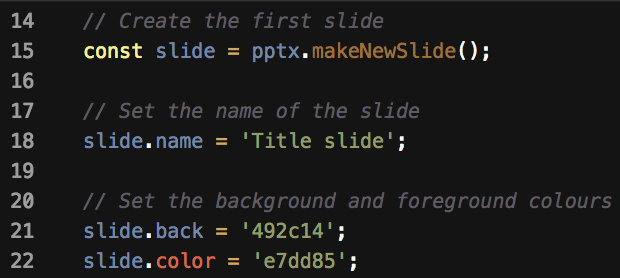 14 // Create the first slide
15 const slide = pptx.makeNewSlide();
16
17 // Set the name of the slide
18 slide.name = 'Title slide';
19
20 // Set the background and foreground colours
21 slide.back = '492c14';
22 slide.color = 'e7dd85';